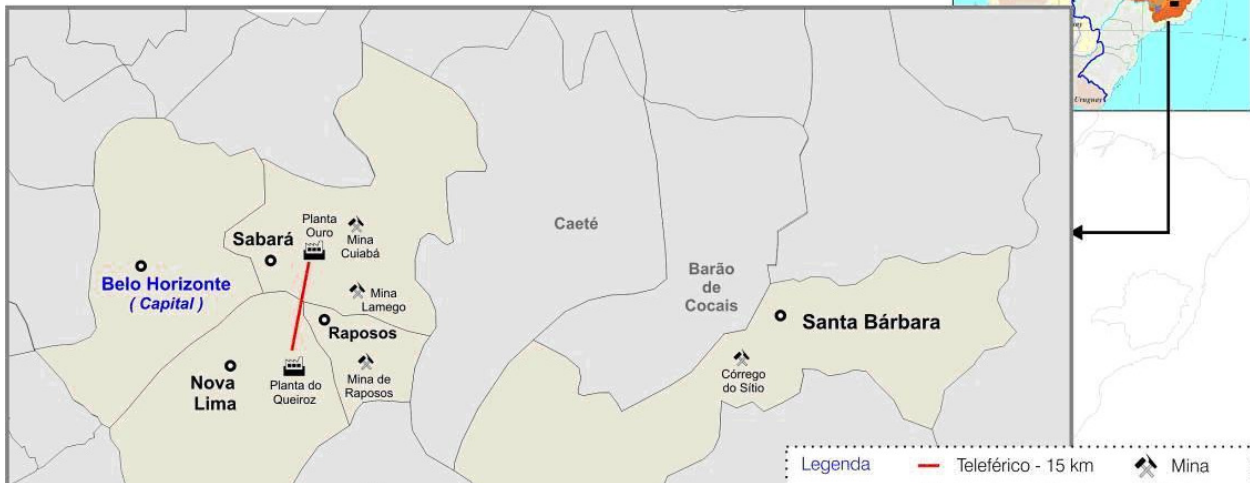 Uruguay
Planta
Ouro
Mina
Cuiabá
Sabará
Caeté
Belo Horizonte
( Capital )
Mina
Lamego
Barão
de
Cocais
Raposos
Santa Bárbara
Nova
Lima
Planta do
Queiroz
Mina de
Raposos
Córrego
do Sítio
Legenda
Teleférico - 15 km
Mina